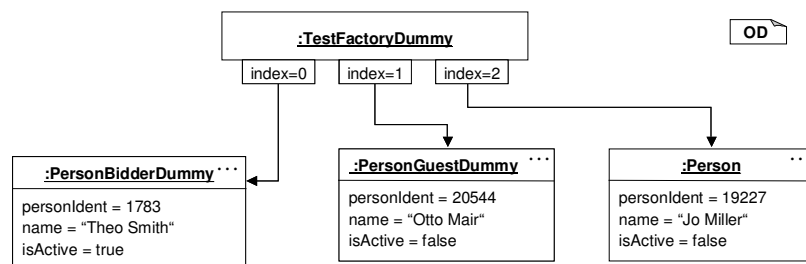 :TestFactoryDummy
OD
index=0
index=1
index=2
:PersonBidderDummy ...
personIdent = 1783
name = “Theo Smith“
isActive = true
:PersonGuestDummy ...
personIdent = 20544
name = “Otto Mair“
isActive = false
:Person ...
personIdent = 19227
name = “Jo Miller“
isActive = false